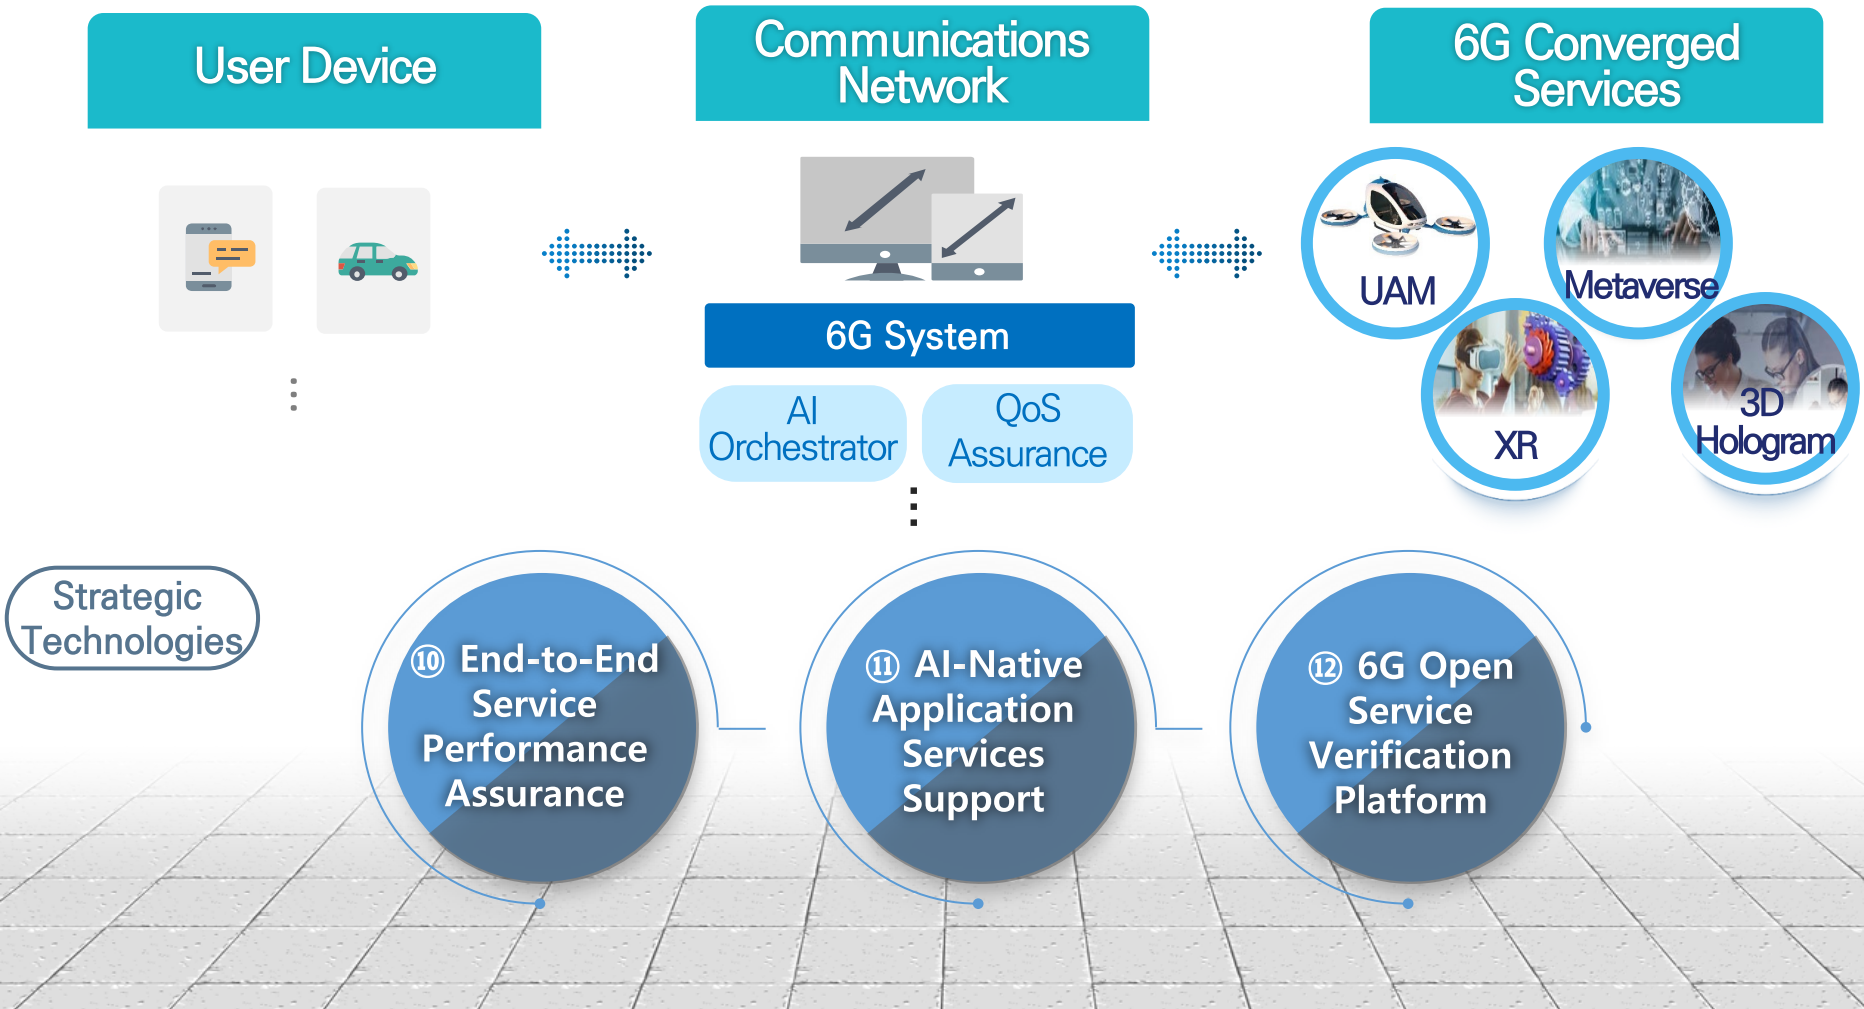 User Device
Communications
Network
6G Converged
Services
UAM
Metaverse
6G System
AI
Orchestrator
QoS
Assurance
XR
3D
Hologram
Strategic
Technologies
⑩ End-to-End
Service
Performance
Assurance
⑪ AI-Native
Application
Services
Support
⑫ 6G Open
Service
Verification
Platform